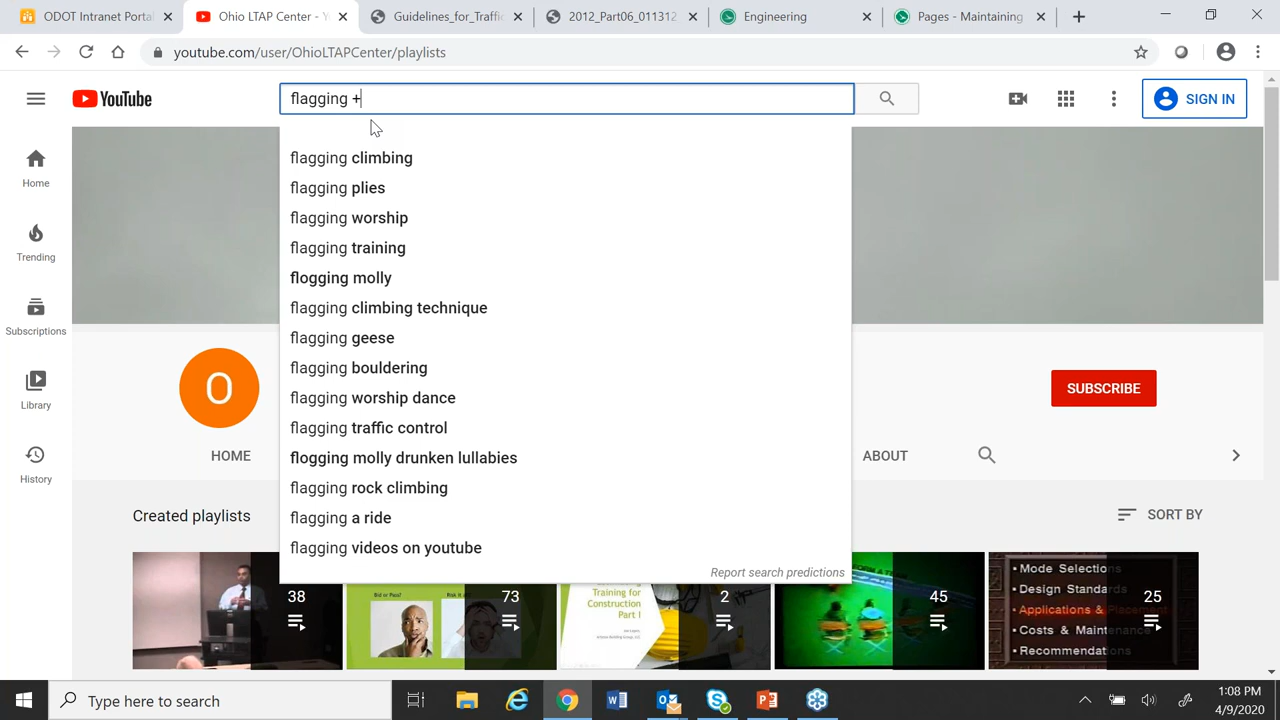 ODOT Intranet Portal
Ohio LTAP Center - Y
Guidelines_for_Traffi
2012_Part06_011312
Engineering
Pages - Maintaining
youtube.com/user/OhioLTAPCenter/playlists
YouTube
flagging +
SIGN IN
flagging climbing
flagging plies
flagging worship
flagging training
flogging molly
flagging climbing technique
flagging geese
flagging bouldering
flagging worship dance
flagging traffic control
flogging molly drunken lullabies
flagging rock climbing
flagging a ride
flagging videos on youtube
Report search predictions
Home
Trending
Subscriptions
Library
History
O
SUBSCRIBE
HOME
ABOUT
Created playlists
SORT BY
38
Bid or Pass?
73
Training for
Construction
Part I
2
45
• Mode Selections
• Design Standards
• Applications & Placement
• Costs & Maintenance
• Recommendations
25
Type here to search
1:08 PM
4/9/2020